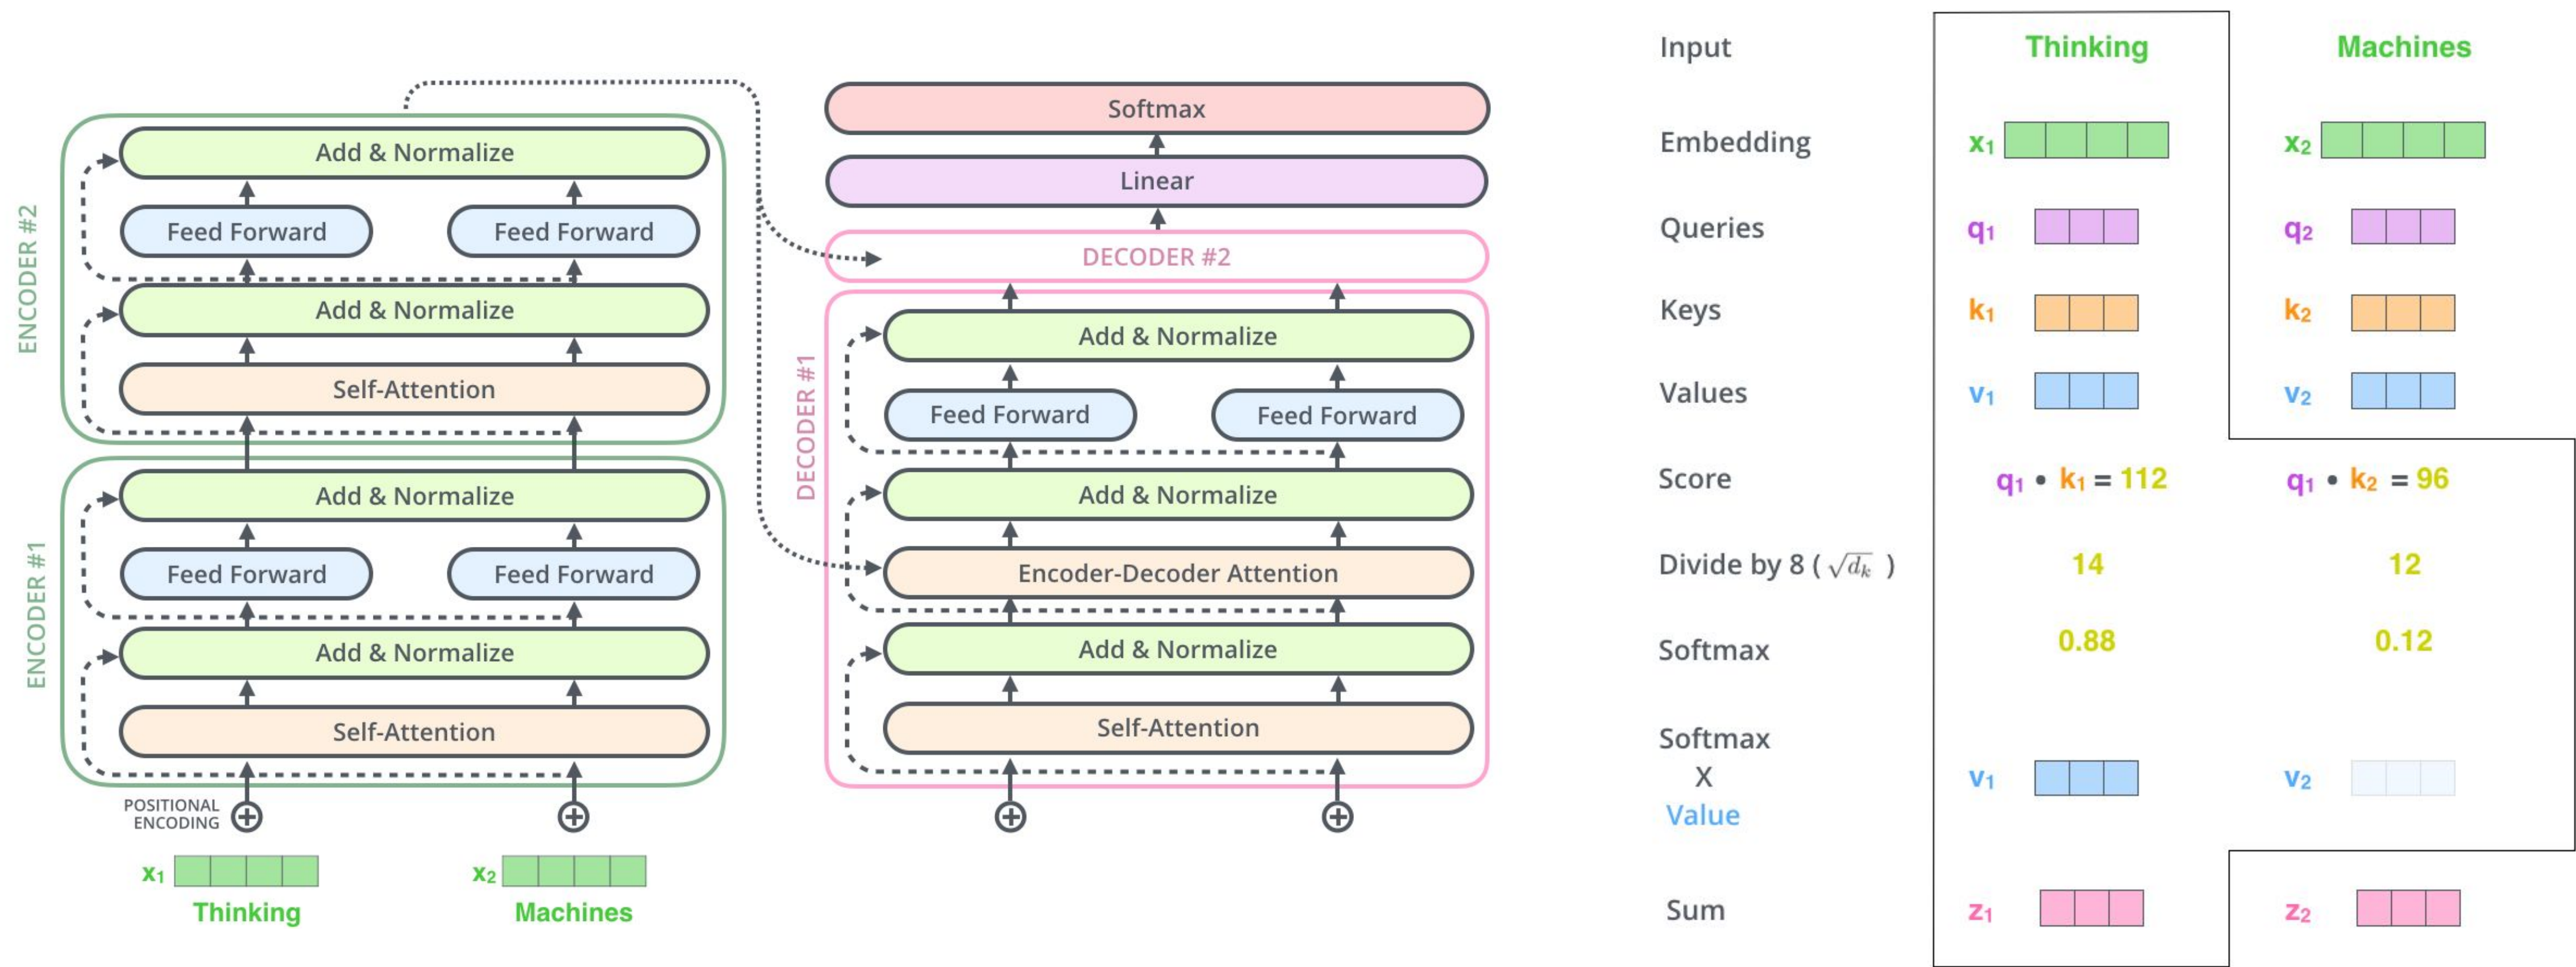 ENCODER #2
Add & Normalize
Feed Forward
Feed Forward
Add & Normalize
Self-Attention
ENCODER #1
Add & Normalize
Feed Forward
Feed Forward
Add & Normalize
Self-Attention
POSITIONAL
ENCODING
x₁
x₂
Thinking
Machines
Softmax
Linear
DECODER #2
DECODER #1
Add & Normalize
Feed Forward
Feed Forward
Add & Normalize
Encoder-Decoder Attention
Add & Normalize
Self-Attention
Input Thinking Machines
Embedding x₁ x₂
Queries q₁ q₂
Keys k₁ k₂
Values v₁ v₂
Score q₁ • k₁ = 112 q₁ • k₂ = 96
Divide by 8 ( √dₖ ) 14 12
Softmax 0.88 0.12
Softmax
X v₁ v₂
Value
Sum z₁ z₂